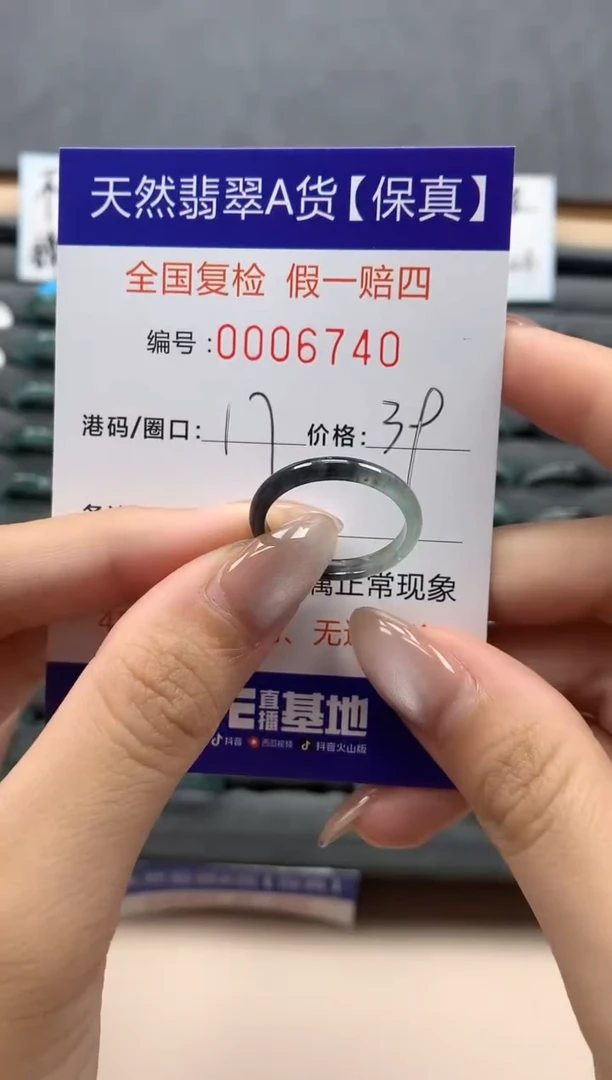 天然翡翠A货【保真】
全国复检 假一赔四
编号:0006740
港码/圈口: 17 价格:
属正常现象
、无
直播基地
抖音 西瓜视频 抖音火山版